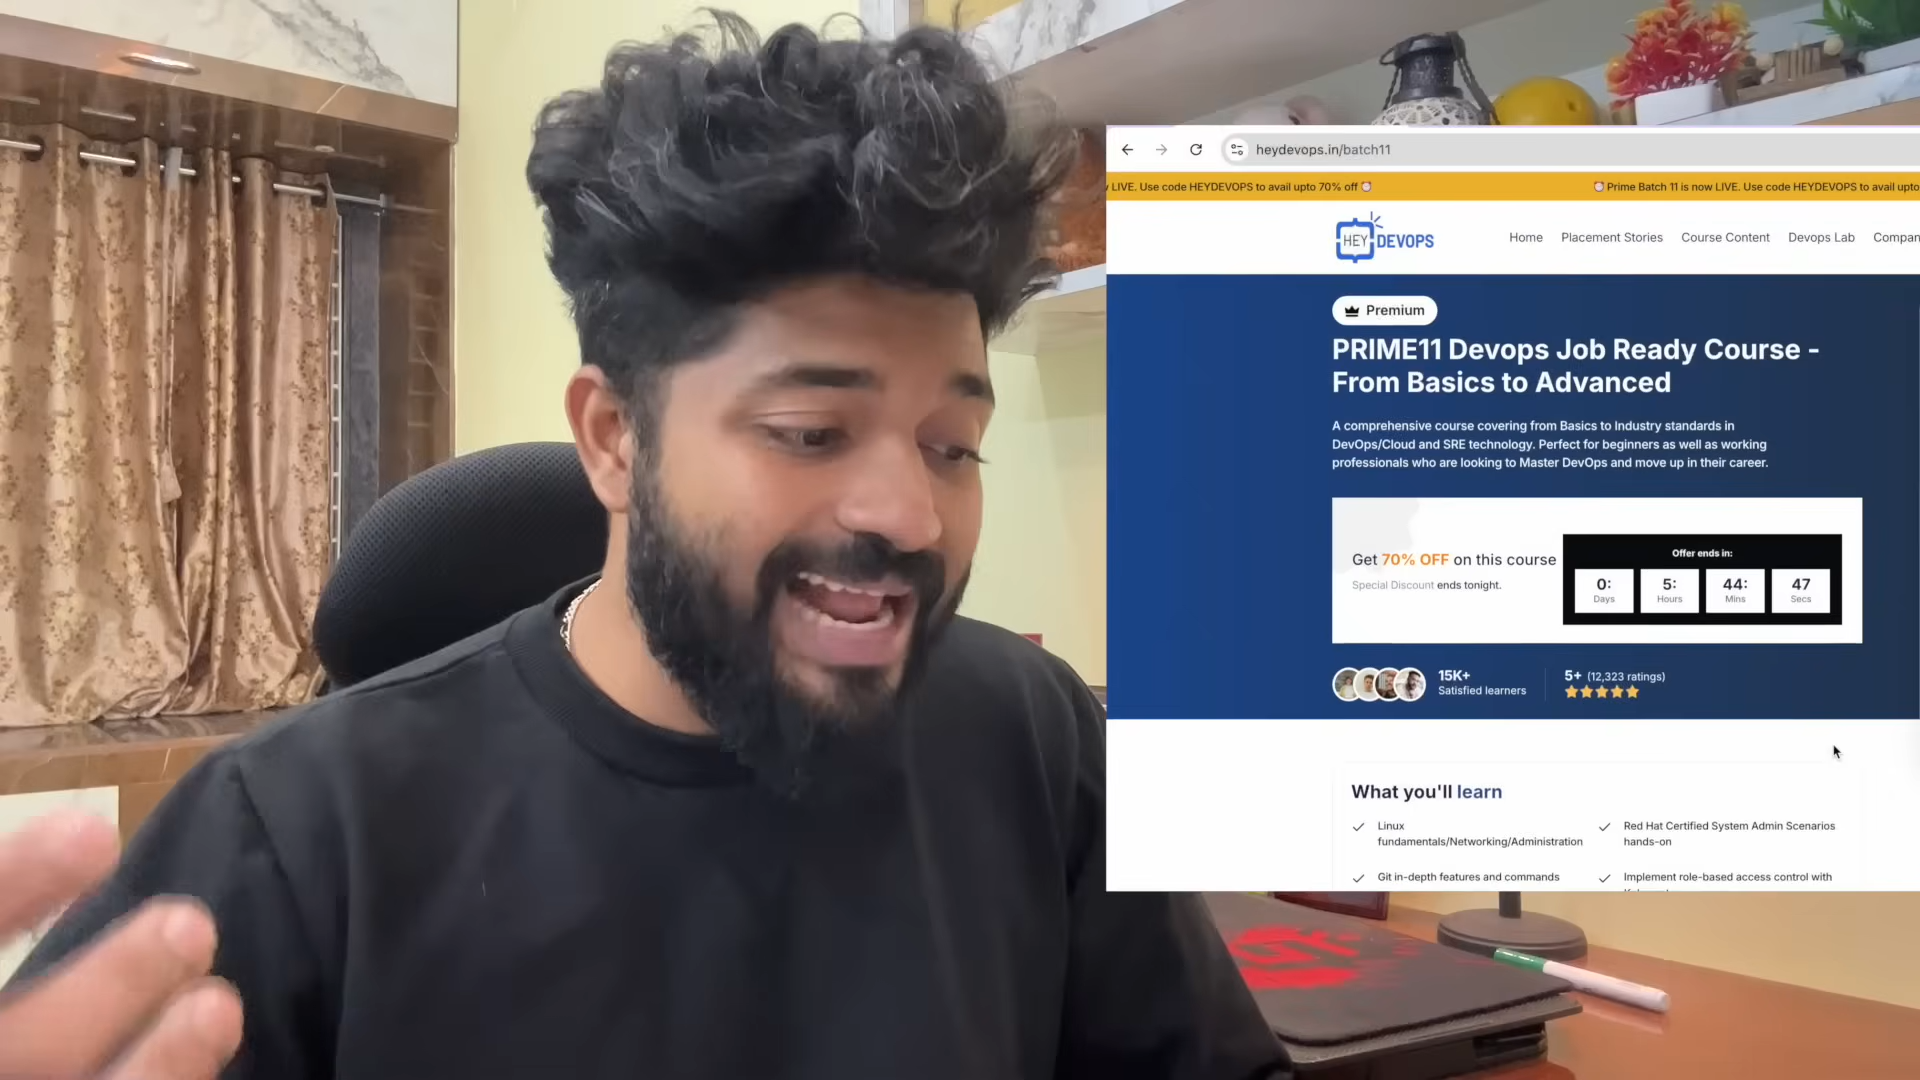 heydevops.in/batch11
LIVE. Use code HEYDEVOPS to avail upto 70% off
Prime Batch 11 is now LIVE. Use code HEYDEVOPS to avail upto
HEY DEVOPS
Home Placement Stories Course Content Devops Lab Compan
Premium
PRIME11 Devops Job Ready Course -
From Basics to Advanced
A comprehensive course covering from Basics to Industry standards in
DevOps/Cloud and SRE technology. Perfect for beginners as well as working
professionals who are looking to Master DevOps and move up in their career.
Get 70% OFF on this course
Special Discount ends tonight.
Offer ends in:
0: 5: 44: 47
Days Hours Mins Secs
15K+
Satisfied learners
5+ (12,323 ratings)
What you'll learn
Linux
fundamentals/Networking/Administration
Red Hat Certified System Admin Scenarios
hands-on
Git in-depth features and commands
Implement role-based access control with